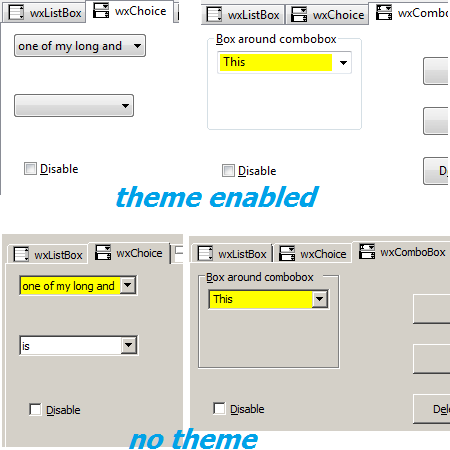 wxListBox wxChoice wxChoice wxCombo
one of my long and
Box around combobox
This
Disable Disable
D
theme enabled
wxListBox wxChoice wxListBox wxChoice wxComboBox
one of my long and
Box around combobox
This
is
Disable Disable
Del
no theme